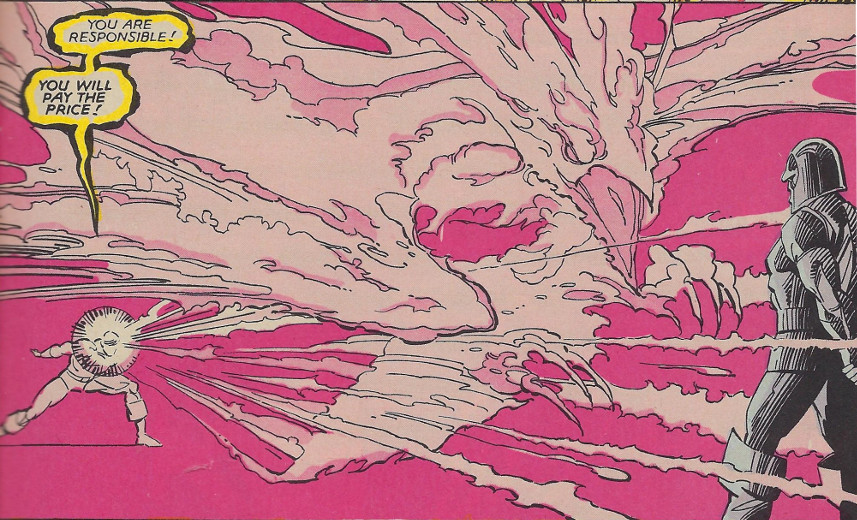 YOU ARE
RESPONSIBLE!
YOU WILL
PAY THE
PRICE!